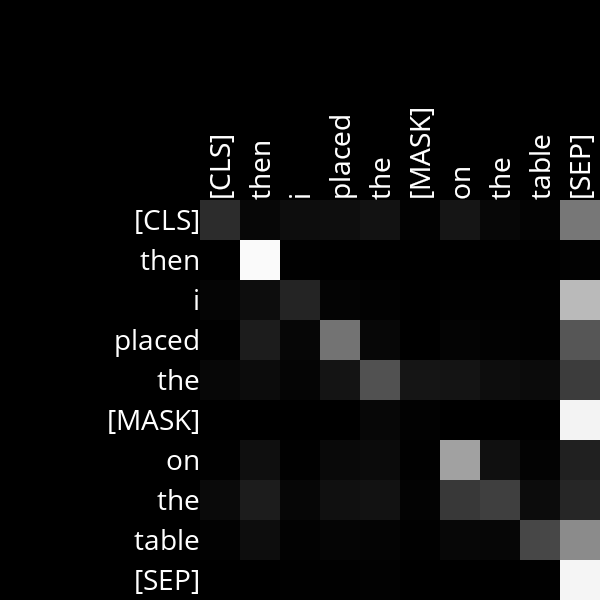 [CLS] then i placed the [MASK] on the table [SEP]
[CLS]
then
i
placed
the
[MASK]
on
the
table
[SEP]